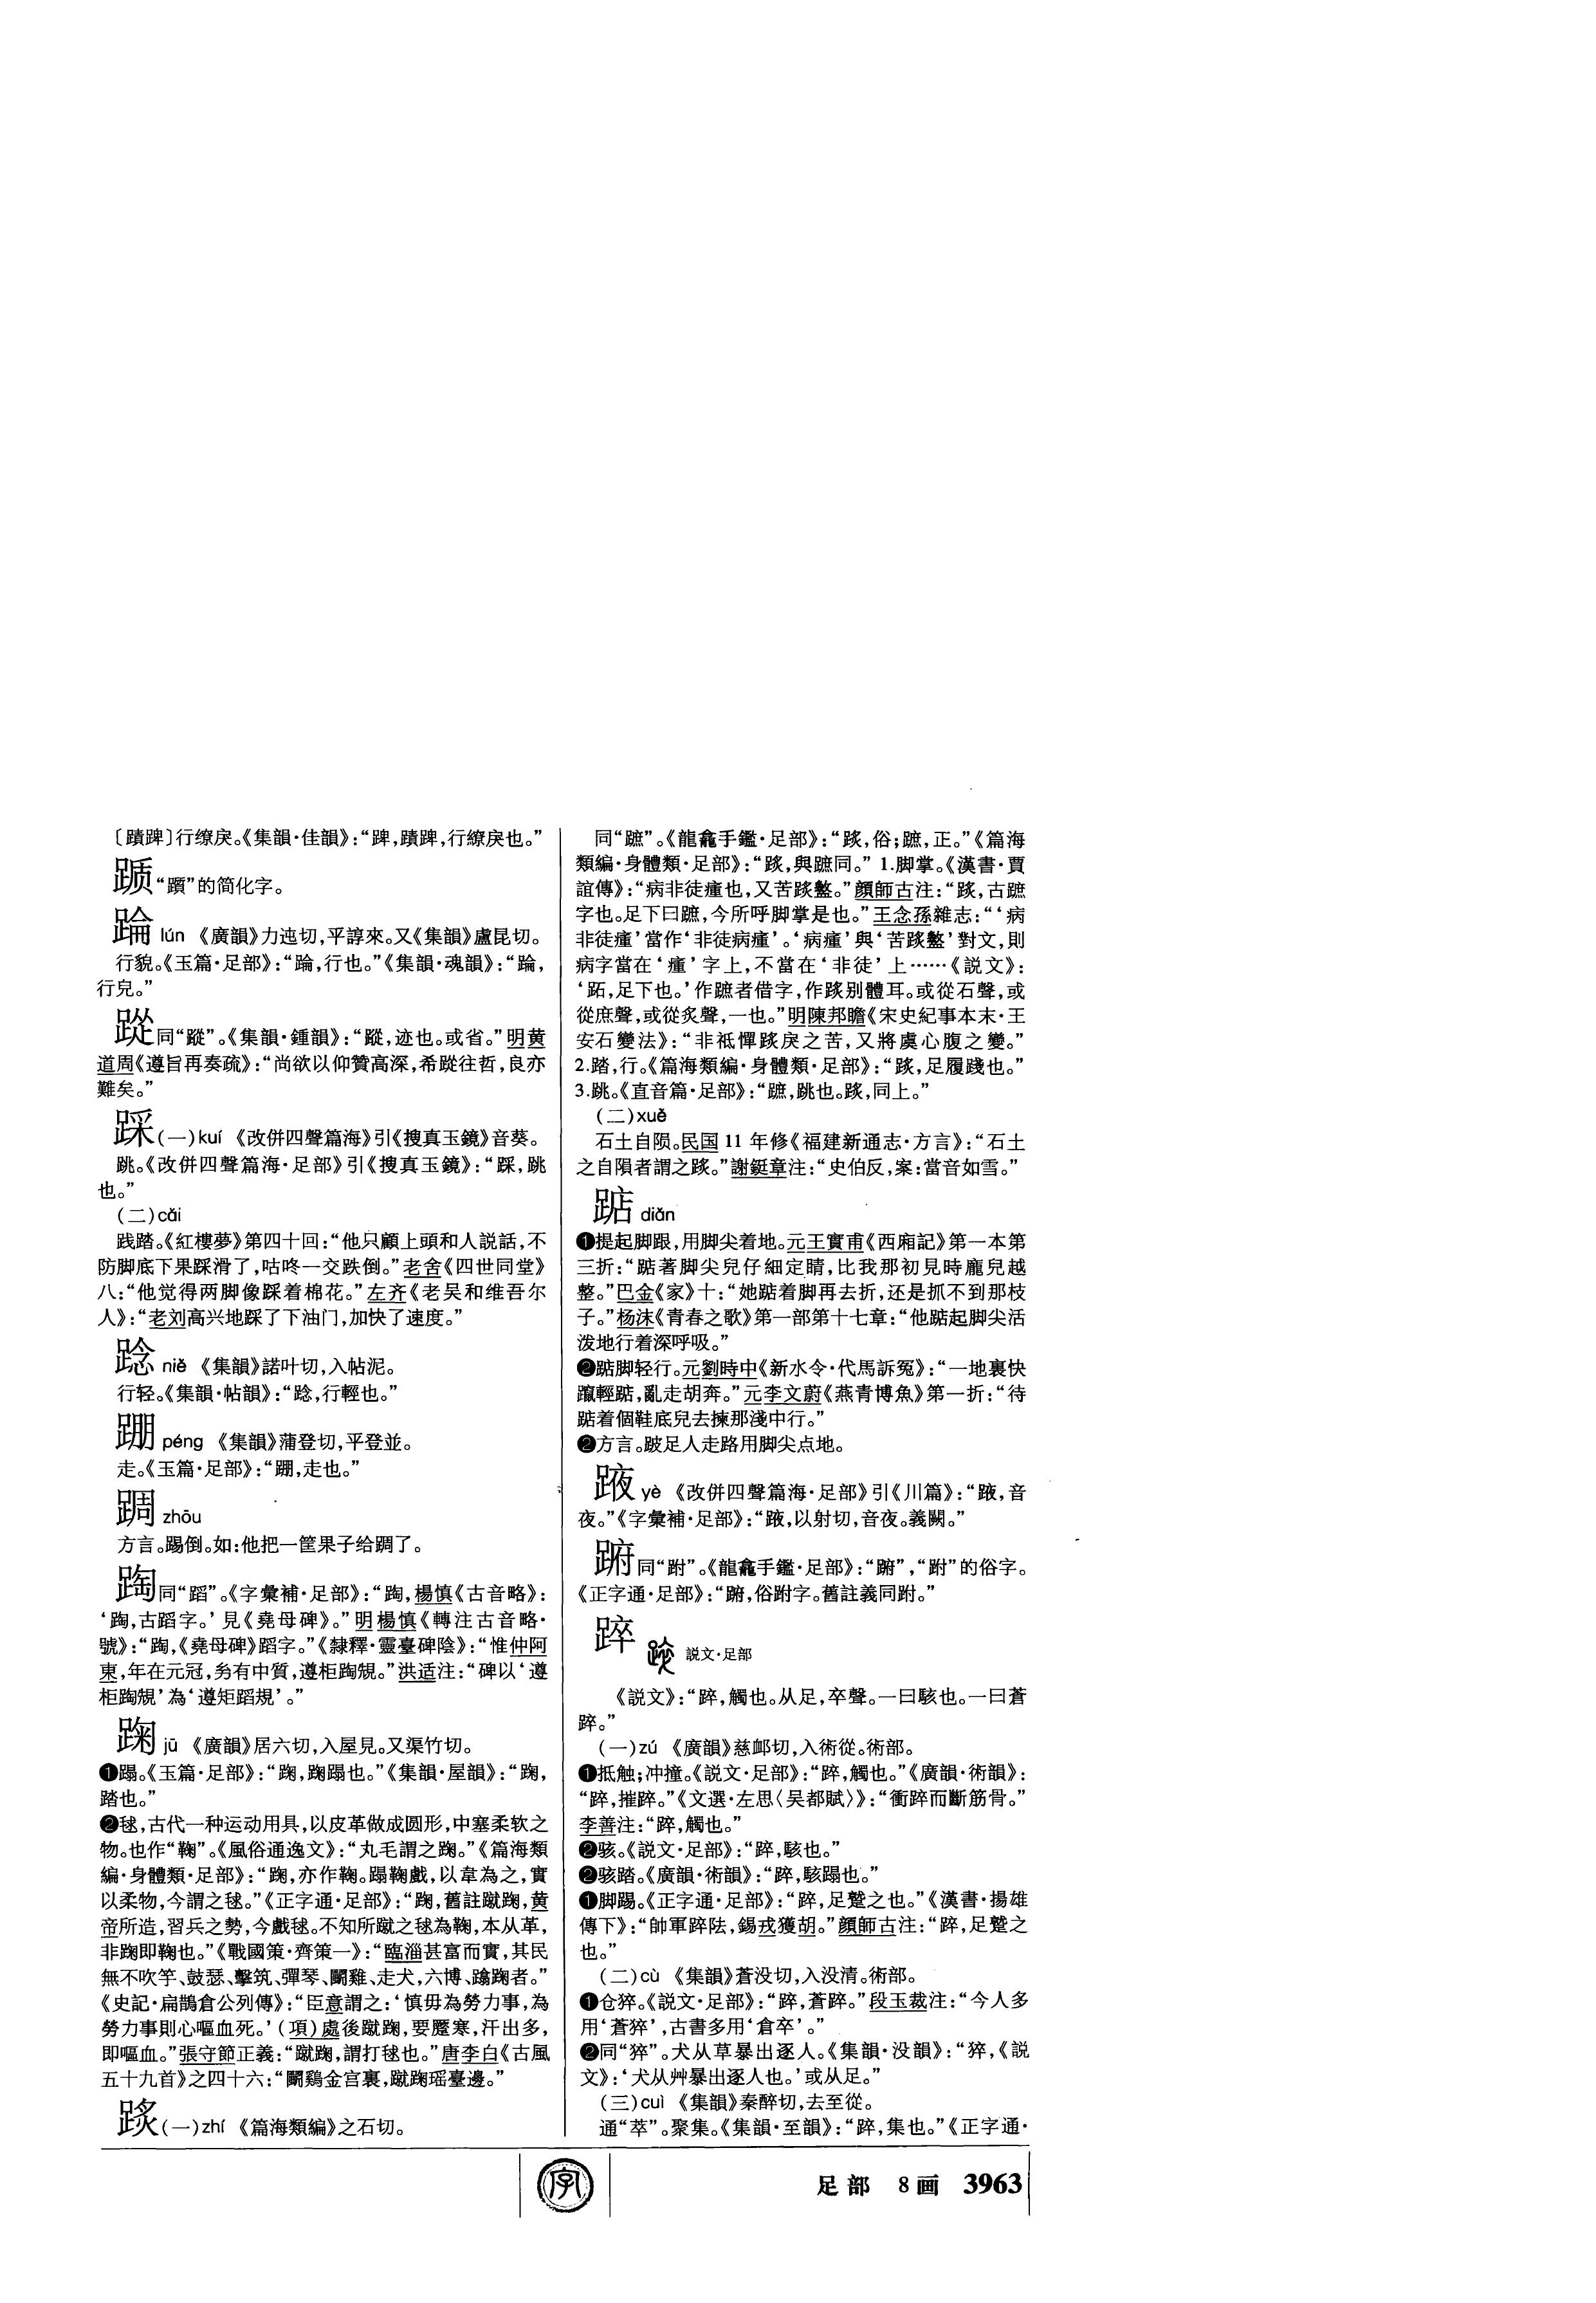 〔蹟踔〕行缭戾。《集韻·佳韻》：“踔，蹟踔，行繚戾也。”
“躓”的简化字。
踚 lún 《廣韻》力迍切，平諄來。又《集韻》盧昆切。
行貌。《玉篇·足部》：“踚，行也。”《集韻·魂韻》：“踚，
行皃。”
踨同“蹤”。《集韻·鍾韻》：“蹤，迹也。或省。”明黄
道周《遵旨再奏疏》：“尚欲以仰贊高深，希踨往哲，良亦
難矣。”
踩(一)kuí 《改併四聲篇海》引《搜真玉鏡》音葵。
跳。《改併四聲篇海·足部》引《搜真玉鏡》：“踩，跳
也。”
(二)cǎi
践踏。《紅樓夢》第四十回：“他只顧上頭和人説話，不
防脚底下果踩滑了，咕咚一交跌倒。”老舍《四世同堂》
八：“他觉得两脚像踩着棉花。”左齐《老吴和维吾尔
人》：“老刘高兴地踩了下油门，加快了速度。”
踗 niè 《集韻》諾叶切，入帖泥。
行轻。《集韻·帖韻》：“踗，行輕也。”
踋 péng 《集韻》蒲登切，平登並。
走。《玉篇·足部》：“䠮，走也。”
zhōu
方言。踢倒。如：他把一筐果子给踻了。
同“蹈”。《字彙補·足部》：“踘，楊慎《古音略》：
‘，古蹈字。’見《堯母碑》。”明楊慎《轉注古音略·
號》：“，《堯母碑》蹈字。”《隸釋·靈臺碑陰》：“惟仲阿
東，年在元冠，㓜有中質，遵柜䂓。”洪适注：“碑以‘遵
柜䂓’為‘遵矩蹈規’。”
踘 jū 《廣韻》居六切，入屋見。又渠竹切。
❶蹋。《玉篇·足部》：“踘，踘蹋也。”《集韻·屋韻》：“踘，
踏也。”
❷毬，古代一种运动用具，以皮革做成圆形，中塞柔软之
物。也作“鞠”。《風俗通逸文》：“丸毛謂之踘。”《篇海類
編·身體類·足部》：“踘，亦作鞠。蹋鞠戲，以韋為之，實
以柔物，今謂之毬。”《正字通·足部》：“踘，舊註蹴踘，黄
帝所造，習兵之勢，今戲毬。不知所蹴之毬為鞠，本从革，
非踘即鞠也。”《戰國策·齊策一》：“臨淄甚富而實，其民
無不吹竽、鼓瑟、擊筑、彈琴、鬭雞、走犬，六博、蹹踘者。”
《史記·扁鵲倉公列傳》：“臣意謂之：‘慎毋為勞力事，為
勞力事則心嘔血死。’(項)處後蹴踘，要蹷寒，汗出多，
即嘔血。”張守節正義：“蹴踘，謂打毬也。”唐李白《古風
五十九首》之四十六：“鬭鷄金宫裏，蹴踘瑶臺邊。”
䠦(一)zhí 《篇海類編》之石切。
同“蹠”。《龍龕手鑑·足部》：“䠦，俗；蹠，正。”《篇海
類編·身體類·足部》：“䠦，與蹠同。” 1.脚掌。《漢書·賈
誼傳》：“病非徒瘇也，又苦䠦盭。”顔師古注：“䠦，古蹠
字也。足下曰蹠，今所呼脚掌是也。”王念孫雜志：“‘病
非徒瘇’當作‘非徒病瘇’。‘病瘇’與‘苦䠦盭’對文，則
病字當在‘瘇’字上，不當在‘非徒’上……《説文》：
‘跖，足下也。’作蹠者借字，作䠦别體耳。或從石聲，或
從庶聲，或從炙聲，一也。”明陳邦瞻《宋史紀事本末·王
安石變法》：“非祗憚䠦戾之苦，又將虞心腹之變。”
2.踏，行。《篇海類編·身體類·足部》：“䠦，足履踐也。”
3.跳。《直音篇·足部》：“蹠，跳也。䠦，同上。”
(二)xuě
石土自陨。民国 11 年修《福建新通志·方言》：“石土
之自隕者謂之䠦。”謝鋌章注：“史伯反，案：當音如雪。”
踮 diǎn
❶提起脚跟，用脚尖着地。元王實甫《西廂記》第一本第
三折：“踮著脚尖兒仔細定睛，比我那初見時龐兒越
整。”巴金《家》十：“她踮着脚再去折，还是抓不到那枝
子。”杨沫《青春之歌》第一部第十七章：“他踮起脚尖活
泼地行着深呼吸。”
❷踮脚轻行。元劉時中《新水令·代馬訴冤》：“一地裏快
躥輕踮，亂走胡奔。”元李文蔚《燕青博魚》第一折：“待
踮着個鞋底兒去揀那淺中行。”
❷方言。跛足人走路用脚尖点地。
yè 《改併四聲篇海·足部》引《川篇》：“，音
夜。”《字彙補·足部》：“，以射切，音夜。義闕。”
同“跗”。《龍龕手鑑·足部》：“”，“跗”的俗字。
《正字通·足部》：“，俗跗字。舊註義同跗。”
踤 説文·足部
《説文》：“踤，觸也。从足，卒聲。一曰駭也。一曰蒼
踤。”
(一)zú 《廣韻》慈䘏切，入術從。術部。
❶抵触；冲撞。《説文·足部》：“踤，觸也。”《廣韻·術韻》：
“踤，摧踤。”《文選·左思〈吴都賦〉》：“衝踤而斷筋骨。”
李善注：“踤，觸也。”
❷骇。《説文·足部》：“踤，駭也。”
❷骇踏。《廣韻·術韻》：“踤，駭蹋也。”
❶脚踢。《正字通·足部》：“踤，足蹵之也。”《漢書·揚雄
傳下》：“帥軍踤阹，錫戎獲胡。”顔師古注：“踤，足蹵之
也。”
(二)cù 《集韻》蒼没切，入没清。術部。
❶仓猝。《説文·足部》：“踤，蒼踤。”段玉裁注：“今人多
用‘蒼猝’，古書多用‘倉卒’。”
❷同“猝”。犬从草暴出逐人。《集韻·没韻》：“猝，《説
文》：‘犬从艸暴出逐人也。’或从足。”
(三)cuì 《集韻》秦醉切，去至從。
通“萃”。聚集。《集韻·至韻》：“踤，集也。”《正字通·
字
足部 8画 3963